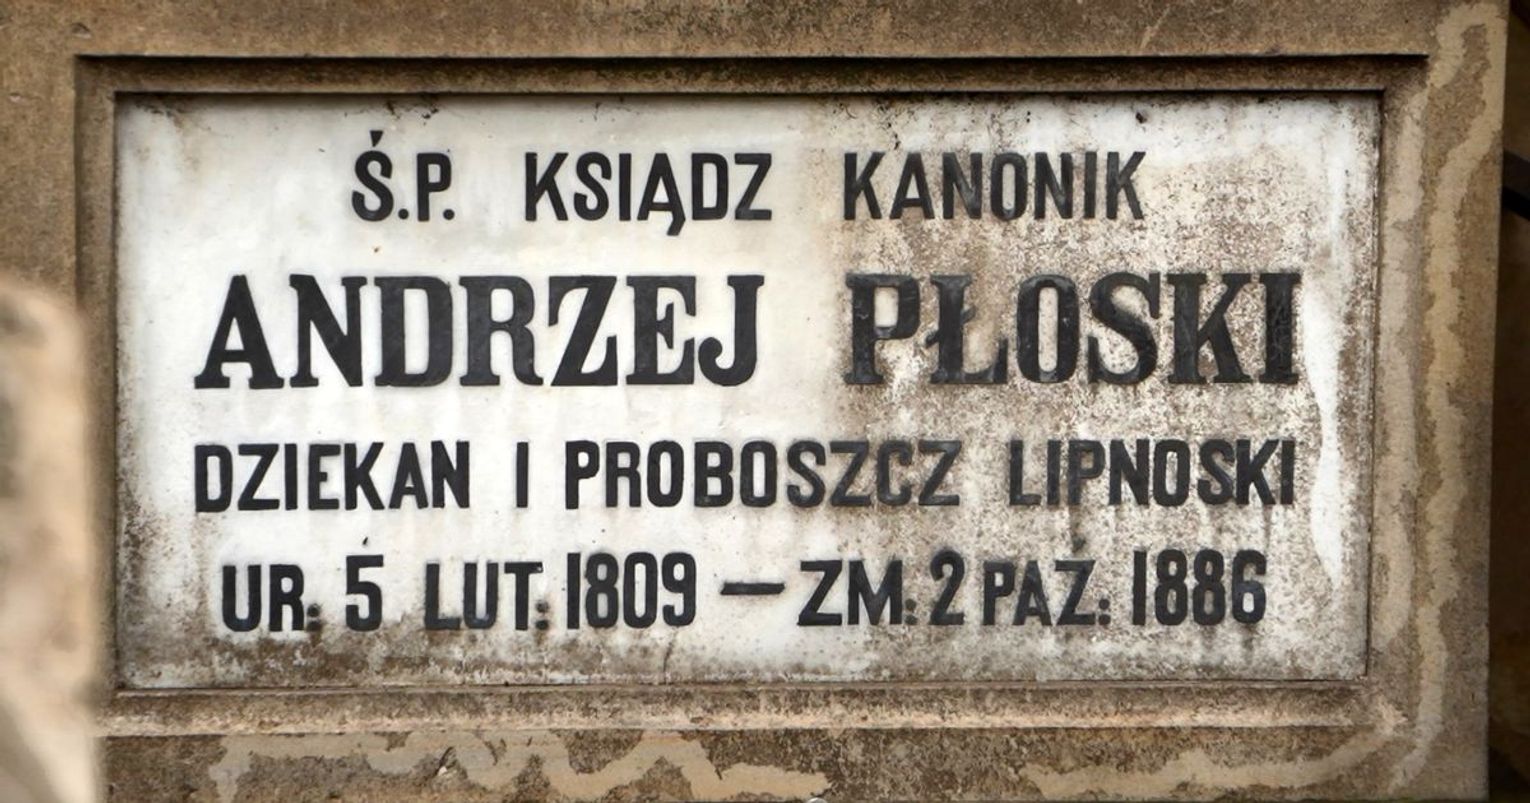 Ś.P. KSIĄDZ KANONIK
ANDRZEJ PŁOSKI
DZIEKAN I PROBOSZCZ LIPNOSKI
UR: 5 LUT: 1809 — ZM: 2 PAŹ: 1886